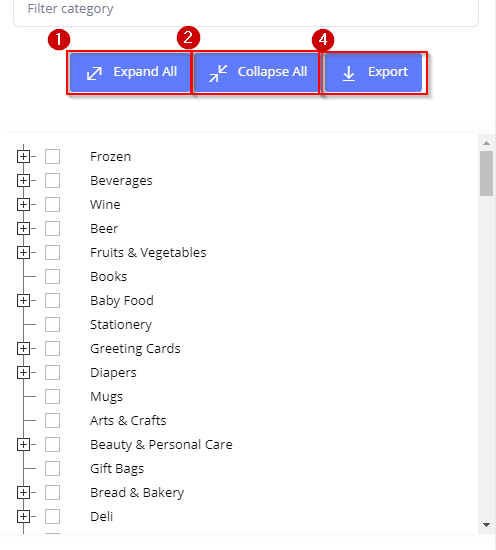 Filter category
1 2 4
Expand All Collapse All Export
Frozen
Beverages
Wine
Beer
Fruits & Vegetables
Books
Baby Food
Stationery
Greeting Cards
Diapers
Mugs
Arts & Crafts
Beauty & Personal Care
Gift Bags
Bread & Bakery
Deli